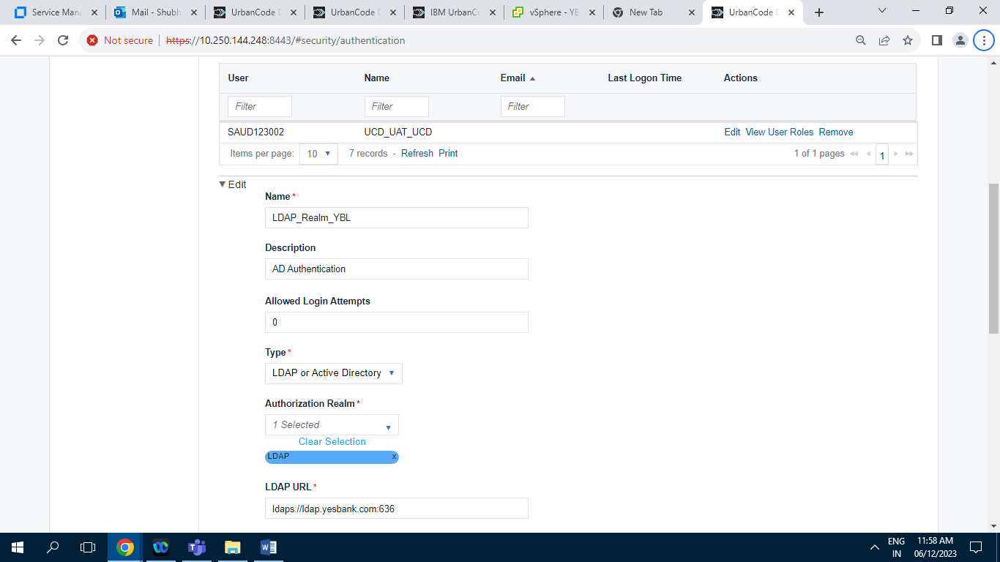 Service Mana
Mail - Shubh
UrbanCode D
UrbanCode D
IBM UrbanCo
vSphere - YB
New Tab
UrbanCode D
Not secure
https://10.250.144.248:8443/#security/authentication
User Name Email Last Logon Time Actions
Filter Filter Filter
SAUD123002 UCD_UAT_UCD Edit View User Roles Remove
Items per page: 10 7 records - Refresh Print 1 of 1 pages 1
Edit
Name*
LDAP_Realm_YBL
Description
AD Authentication
Allowed Login Attempts
0
Type*
LDAP or Active Directory
Authorization Realm*
1 Selected
Clear Selection
LDAP x
LDAP URL*
ldaps://ldap.yesbank.com:636
ENG 11:58 AM
IN 06/12/2023